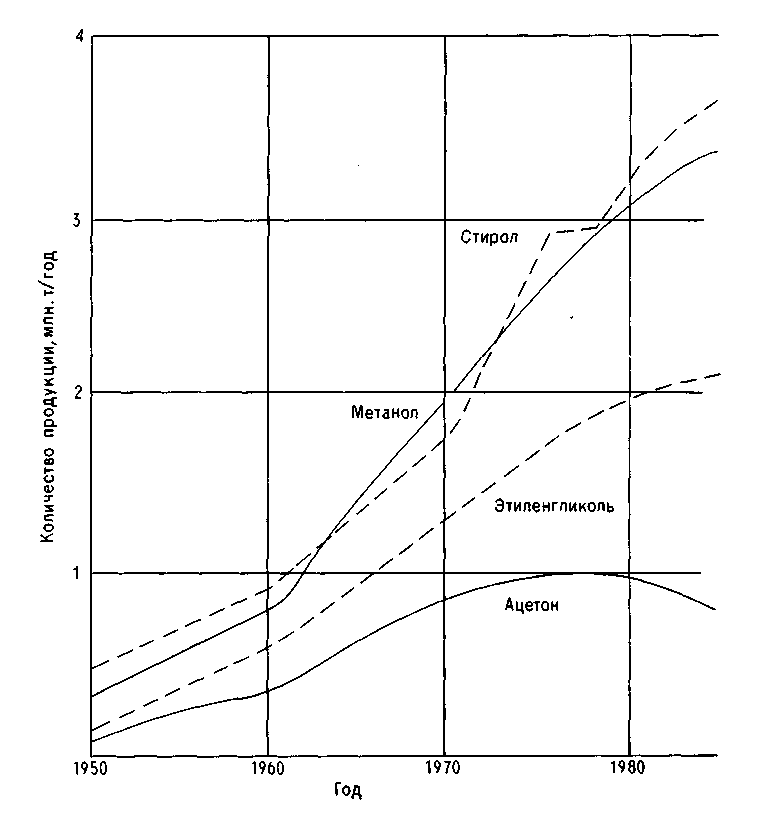 4
3
Стирол
2
Метанол
Этиленгликоль
1
Ацетон
Количество продукции, млн. т/год
1950 1960 1970 1980
Год